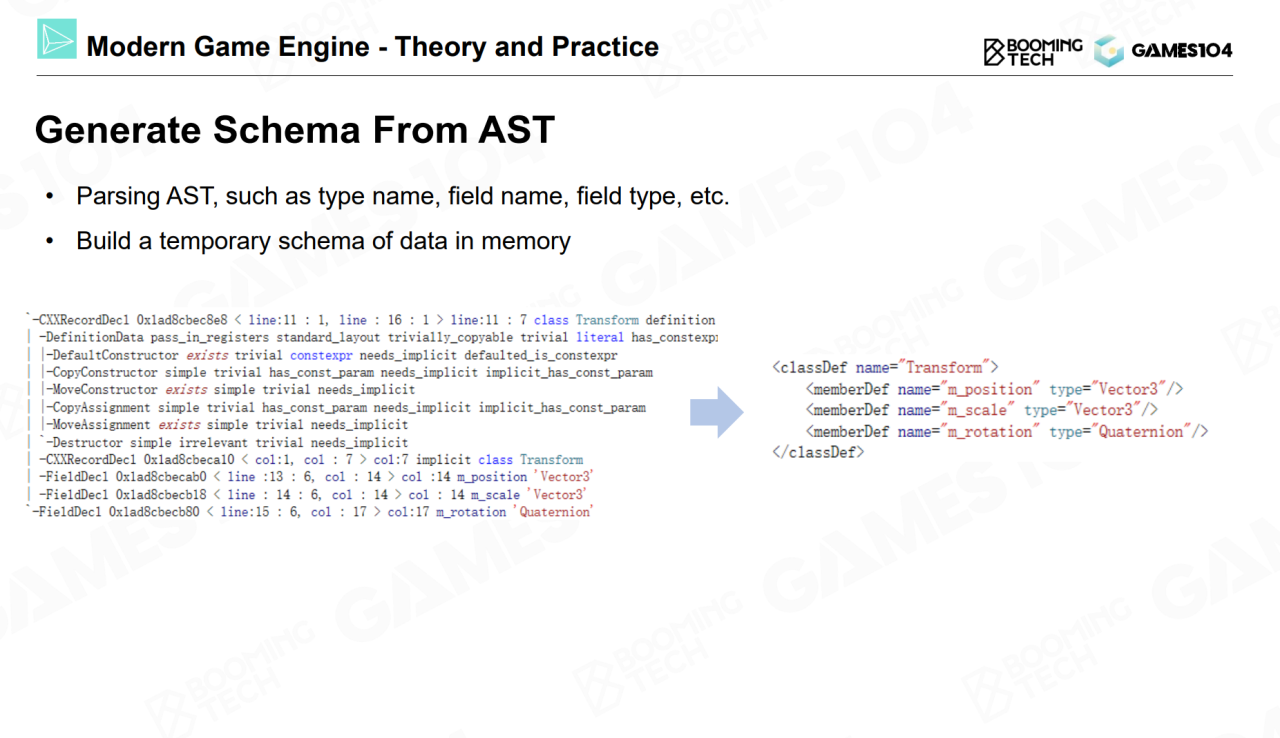 Modern Game Engine - Theory and Practice
BOOMING
TECH
GAMES104
Generate Schema From AST
• Parsing AST, such as type name, field name, field type, etc.
• Build a temporary schema of data in memory
`-CXXRecordDecl 0x1ad8cbec8e8 < line:11 : 1, line : 16 : 1 > line:11 : 7 class Transform definition
| -DefinitionData pass_in_registers standard_layout trivially_copyable trivial literal has_constexpr
| |-DefaultConstructor exists trivial constexpr needs_implicit defaulted_is_constexpr
| |-CopyConstructor simple trivial has_const_param needs_implicit implicit_has_const_param
| |-MoveConstructor exists simple trivial needs_implicit
| |-CopyAssignment simple trivial has_const_param needs_implicit implicit_has_const_param
| |-MoveAssignment exists simple trivial needs_implicit
| `-Destructor simple irrelevant trivial needs_implicit
| -CXXRecordDecl 0x1ad8cbeca10 < col:1, col : 7 > col:7 implicit class Transform
| -FieldDecl 0x1ad8cbecab0 < line :13 : 6, col : 14 > col :14 m_position 'Vector3'
| -FieldDecl 0x1ad8cbecb18 < line : 14 : 6, col : 14 > col : 14 m_scale 'Vector3'
`-FieldDecl 0x1ad8cbecb80 < line:15 : 6, col : 17 > col:17 m_rotation 'Quaternion'
<classDef name="Transform">
<memberDef name="m_position" type="Vector3"/>
<memberDef name="m_scale" type="Vector3"/>
<memberDef name="m_rotation" type="Quaternion"/>
</classDef>